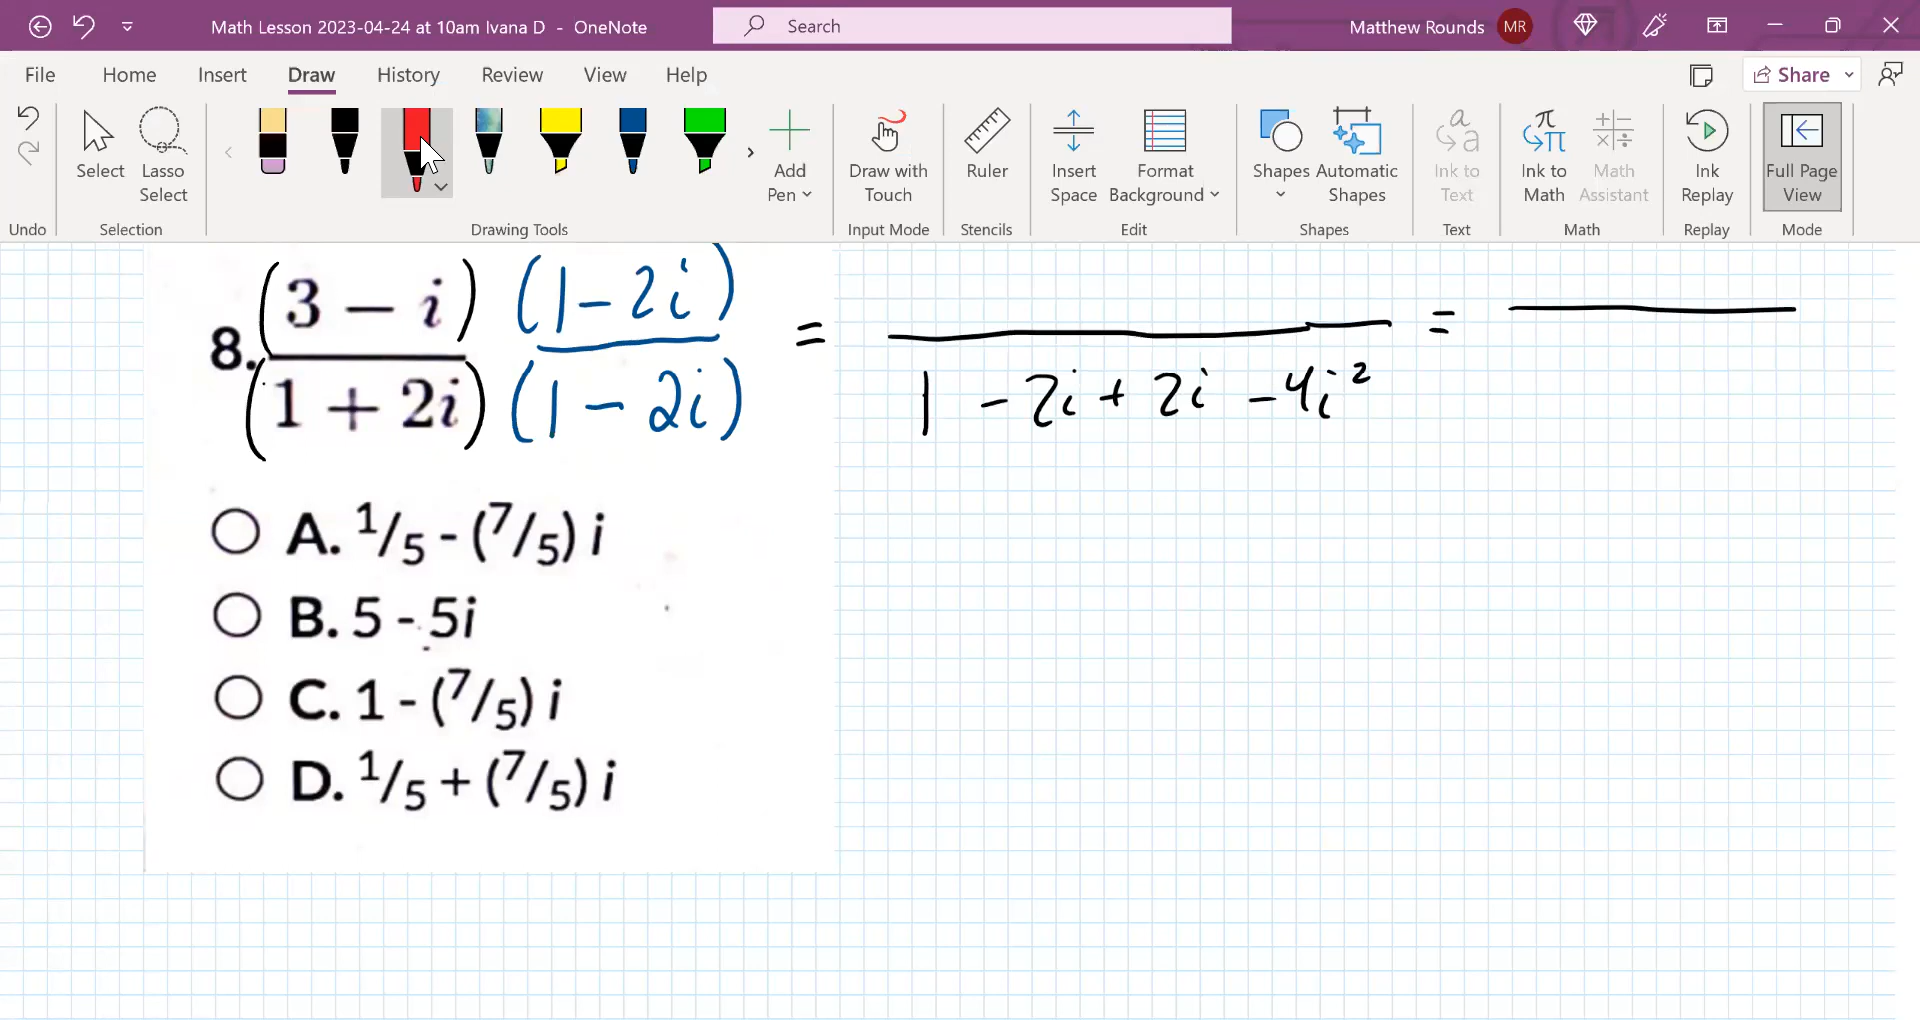 Math Lesson 2023-04-24 at 10am Ivana D - OneNote
Search
Matthew Rounds MR
File Home Insert Draw History Review View Help
Share
Select Lasso Select
Add Pen
Draw with Touch
Ruler
Insert Space
Format Background
Shapes
Automatic Shapes
Ink to Text
Ink to Math
Math Assistant
Ink Replay
Full Page View
Undo Selection Drawing Tools Input Mode Stencils Edit Shapes Text Math Replay Mode
8. (3 - i) (1 - 2i) = =
(1 + 2i) (1 - 2i) 1 - 2i + 2i - 4i²
A. ¹/₅ - (⁷/₅) i
B. 5 - 5i
C. 1 - (⁷/₅) i
D. ¹/₅ + (⁷/₅) i